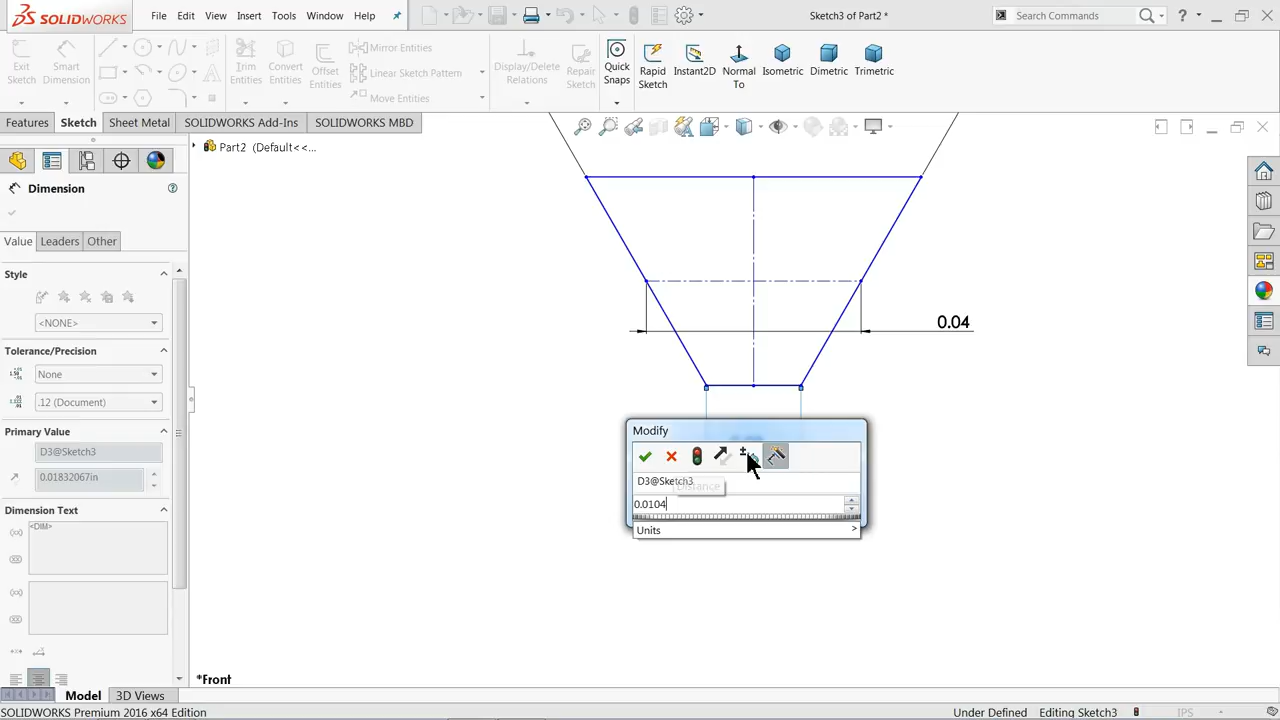 SOLIDWORKS
File
Edit
View
Insert
Tools
Window
Help
Sketch3 of Part2 *
Search Commands
?
Exit Sketch
Smart Dimension
Trim Entities
Convert Entities
Offset Entities
Mirror Entities
Linear Sketch Pattern
Move Entities
Display/Delete Relations
Repair Sketch
Quick Snaps
Rapid Sketch
Instant2D
Normal To
Isometric
Dimetric
Trimetric
Features
Sketch
Sheet Metal
SOLIDWORKS Add-Ins
SOLIDWORKS MBD
Part2 (Default<<...
Dimension
Value
Leaders
Other
Style
<NONE>
Tolerance/Precision
None
.12 (Document)
Primary Value
D3@Sketch3
0.01832067in
Dimension Text
<DIM>
0.04
Modify
D3@Sketch3
Distance
0.0104
Units >
*Front
Model
3D Views
SOLIDWORKS Premium 2016 x64 Edition
Under Defined
Editing Sketch3
IPS